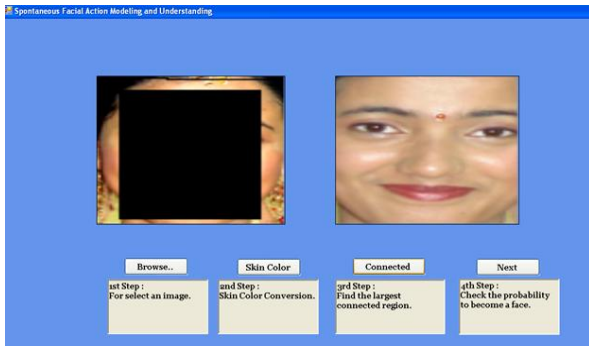 Spontaneous Facial Action Modeling and Understanding
Browse..
Skin Color
Connected
Next
1st Step :
For select an image.
2nd Step :
Skin Color Conversion.
3rd Step :
Find the largest
connected region.
4th Step :
Check the probability
to become a face.